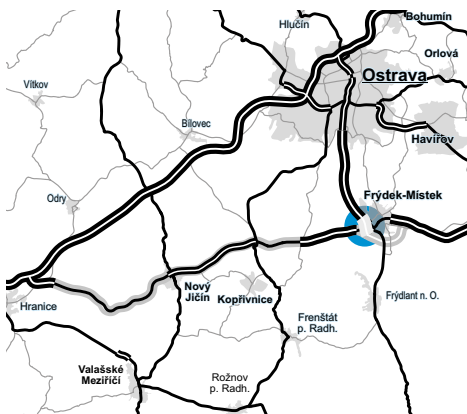 Bohumín
Hlučín
Orlová
Ostrava
Vítkov
Bílovec
Havířov
Frýdek-Místek
Odry
Nový
Jičín
Kopřivnice
Frýdlant n. O.
Hranice
Frenštát
p. Radh.
Valašské
Meziříčí
Rožnov
p. Radh.